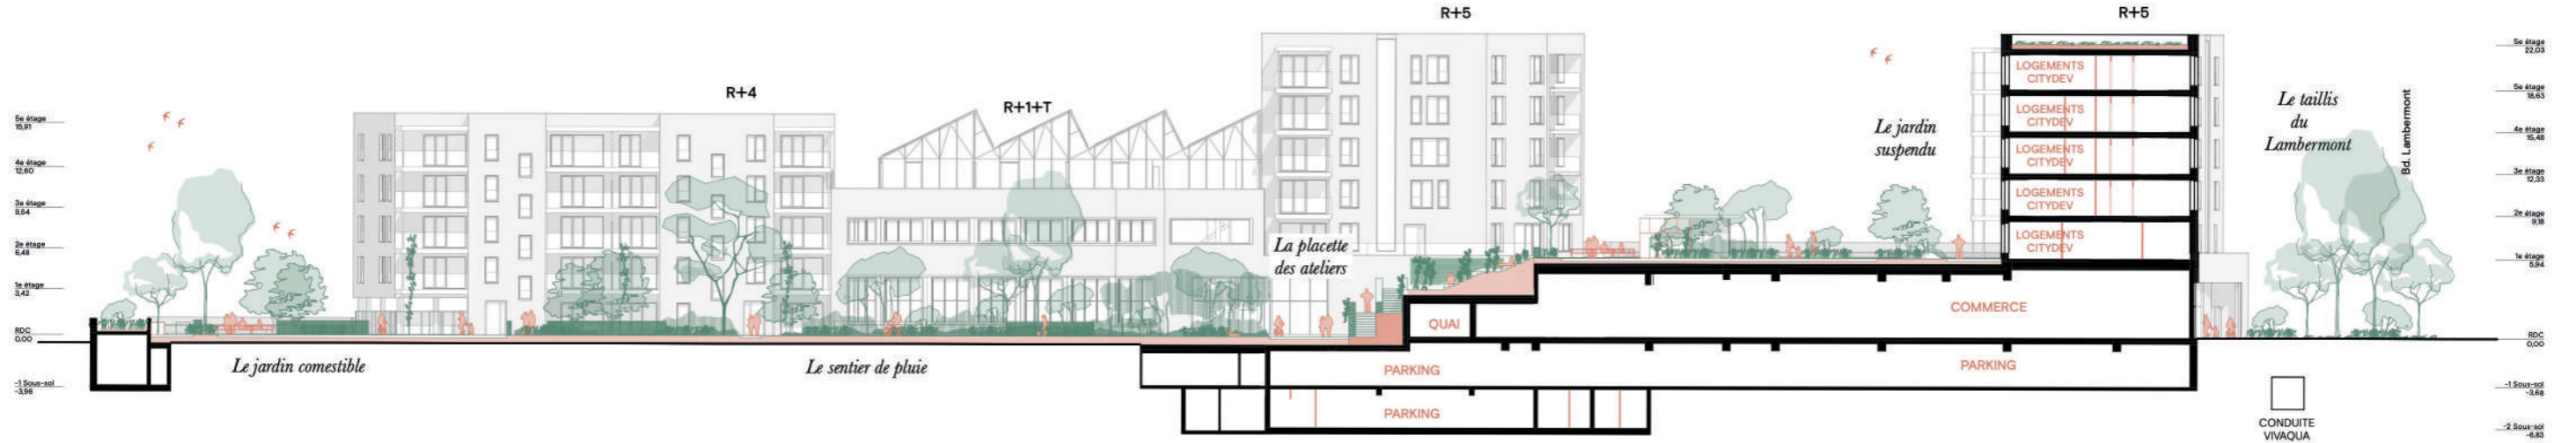 R+5
R+5
R+4
R+1+T
5e étage
15,91
4e étage
12,60
3e étage
9,54
2e étage
6,48
1e étage
3,42
RDC
0,00
-1 Sous-sol
-3,98
Le jardin comestible
Le sentier de pluie
La placette
des ateliers
Le jardin
suspendu
LOGEMENTS
CITYDEV
LOGEMENTS
CITYDEV
LOGEMENTS
CITYDEV
LOGEMENTS
CITYDEV
LOGEMENTS
CITYDEV
COMMERCE
QUAI
PARKING
PARKING
PARKING
Le taillis
du
Lambermont
Bd. Lambermont
CONDUITE
VIVAQUA
5e étage
22,03
5e étage
18,63
4e étage
15,48
3e étage
12,33
2e étage
9,18
1e étage
5,94
RDC
0,00
-1 Sous-sol
-3,68
-2 Sous-sol
-6,83